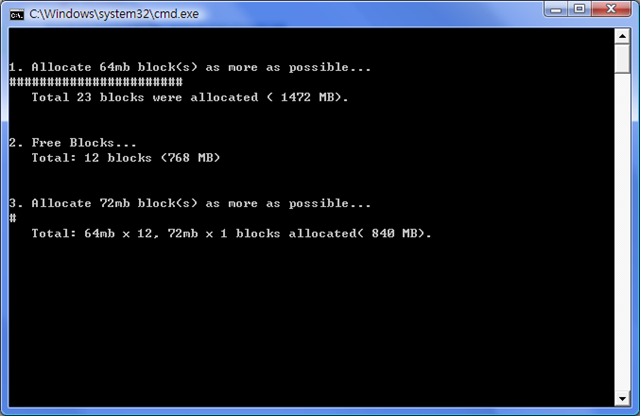 C:\Windows\system32\cmd.exe
1. Allocate 64mb block(s) as more as possible...
#######################
Total 23 blocks were allocated ( 1472 MB).
2. Free Blocks...
Total: 12 blocks (768 MB)
3. Allocate 72mb block(s) as more as possible...
#
Total: 64mb x 12, 72mb x 1 blocks allocated( 840 MB).